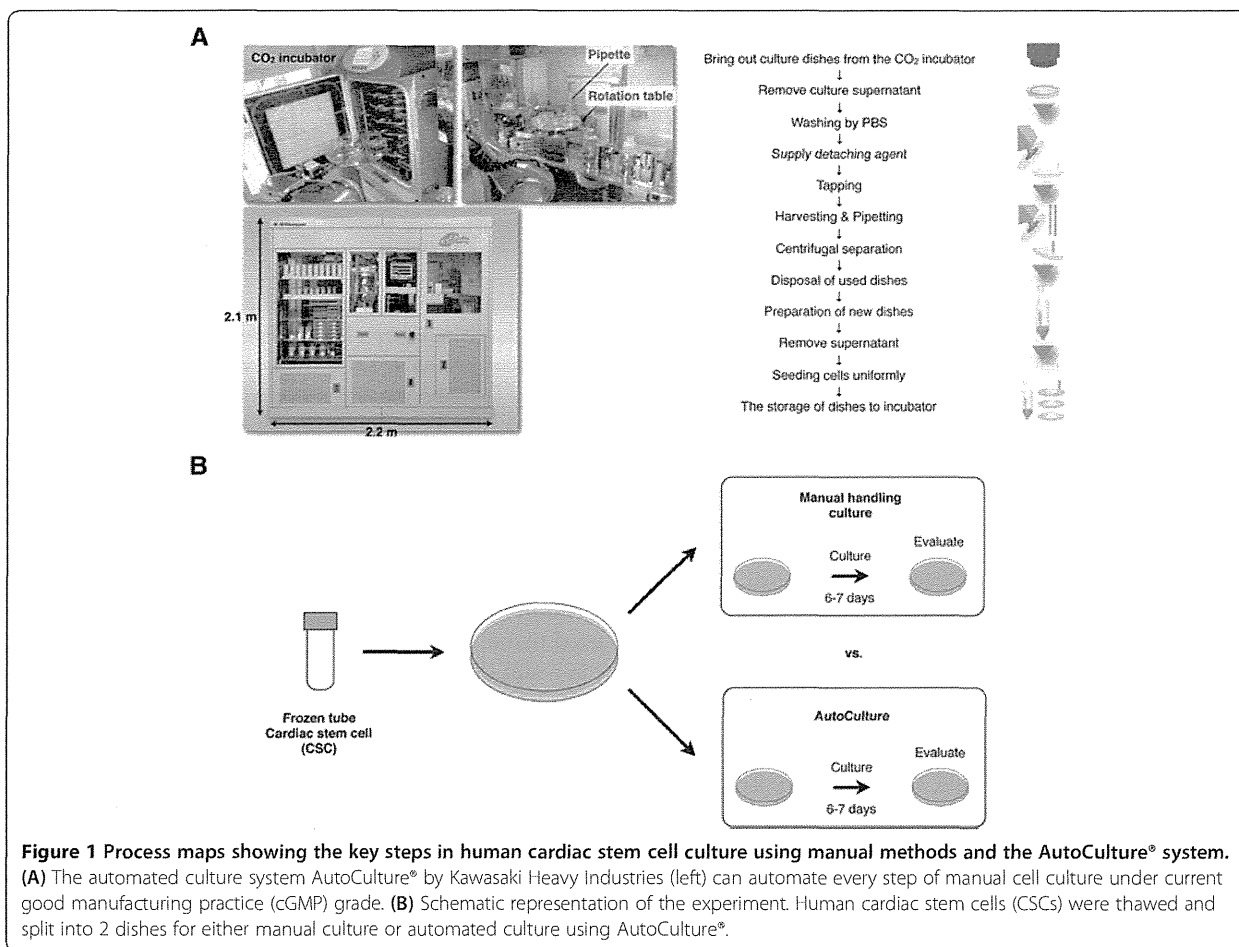 A
CO₂ incubator
Pipette
Rotation table
2.1 m
2.2 m
Bring out culture dishes from the CO₂ incubator
↓
Remove culture supernatant
↓
Washing by PBS
↓
Supply detaching agent
↓
Tapping
↓
Harvesting & Pipetting
↓
Centrifugal separation
↓
Disposal of used dishes
↓
Preparation of new dishes
↓
Remove supernatant
↓
Seeding cells uniformly
↓
The storage of dishes to incubator
B
Frozen tube
Cardiac stem cell
(CSC)
Manual handling
culture
Culture
6-7 days
Evaluate
vs.
AutoCulture
Culture
6-7 days
Evaluate
Figure 1 Process maps showing the key steps in human cardiac stem cell culture using manual methods and the AutoCulture® system.
(A) The automated culture system AutoCulture® by Kawasaki Heavy Industries (left) can automate every step of manual cell culture under current
good manufacturing practice (cGMP) grade. (B) Schematic representation of the experiment. Human cardiac stem cells (CSCs) were thawed and
split into 2 dishes for either manual culture or automated culture using AutoCulture®.